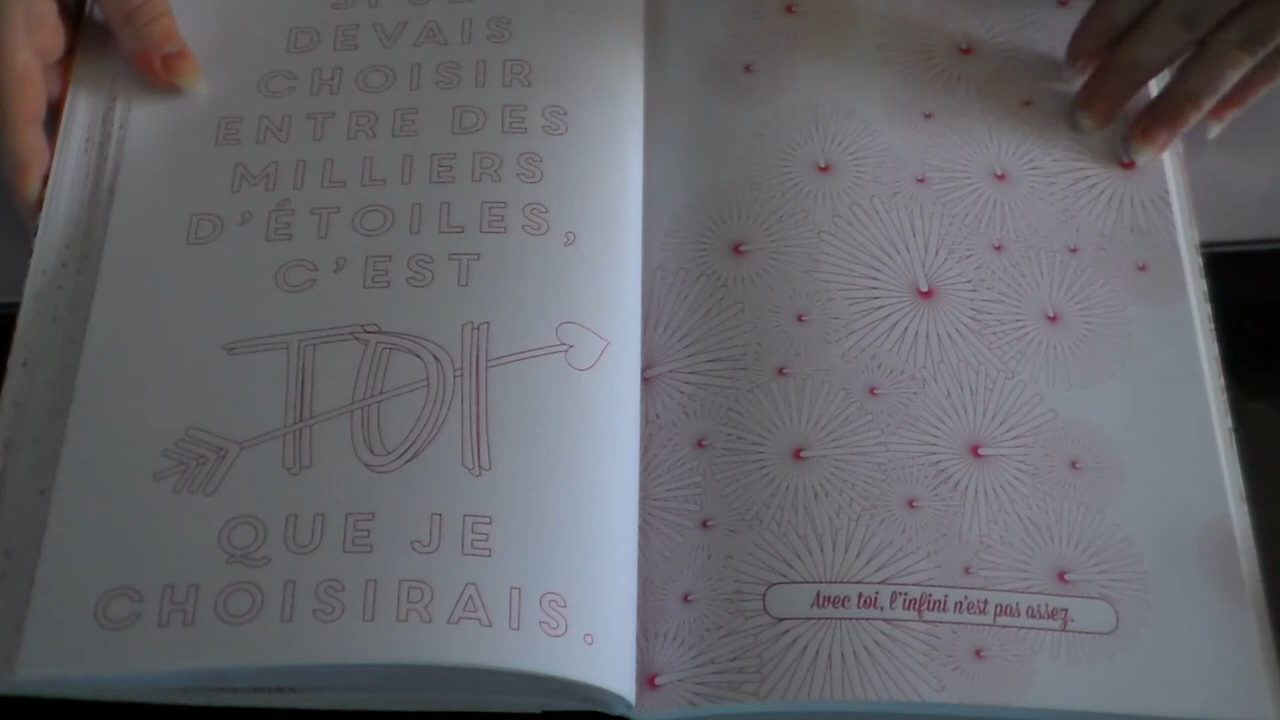 DEVAIS
CHOISIR
ENTRE DES
MILLIERS
D'ÉTOILES,
C'EST
TOI
QUE JE
CHOISIRAIS.
Avec toi, l'infini n'est pas assez.